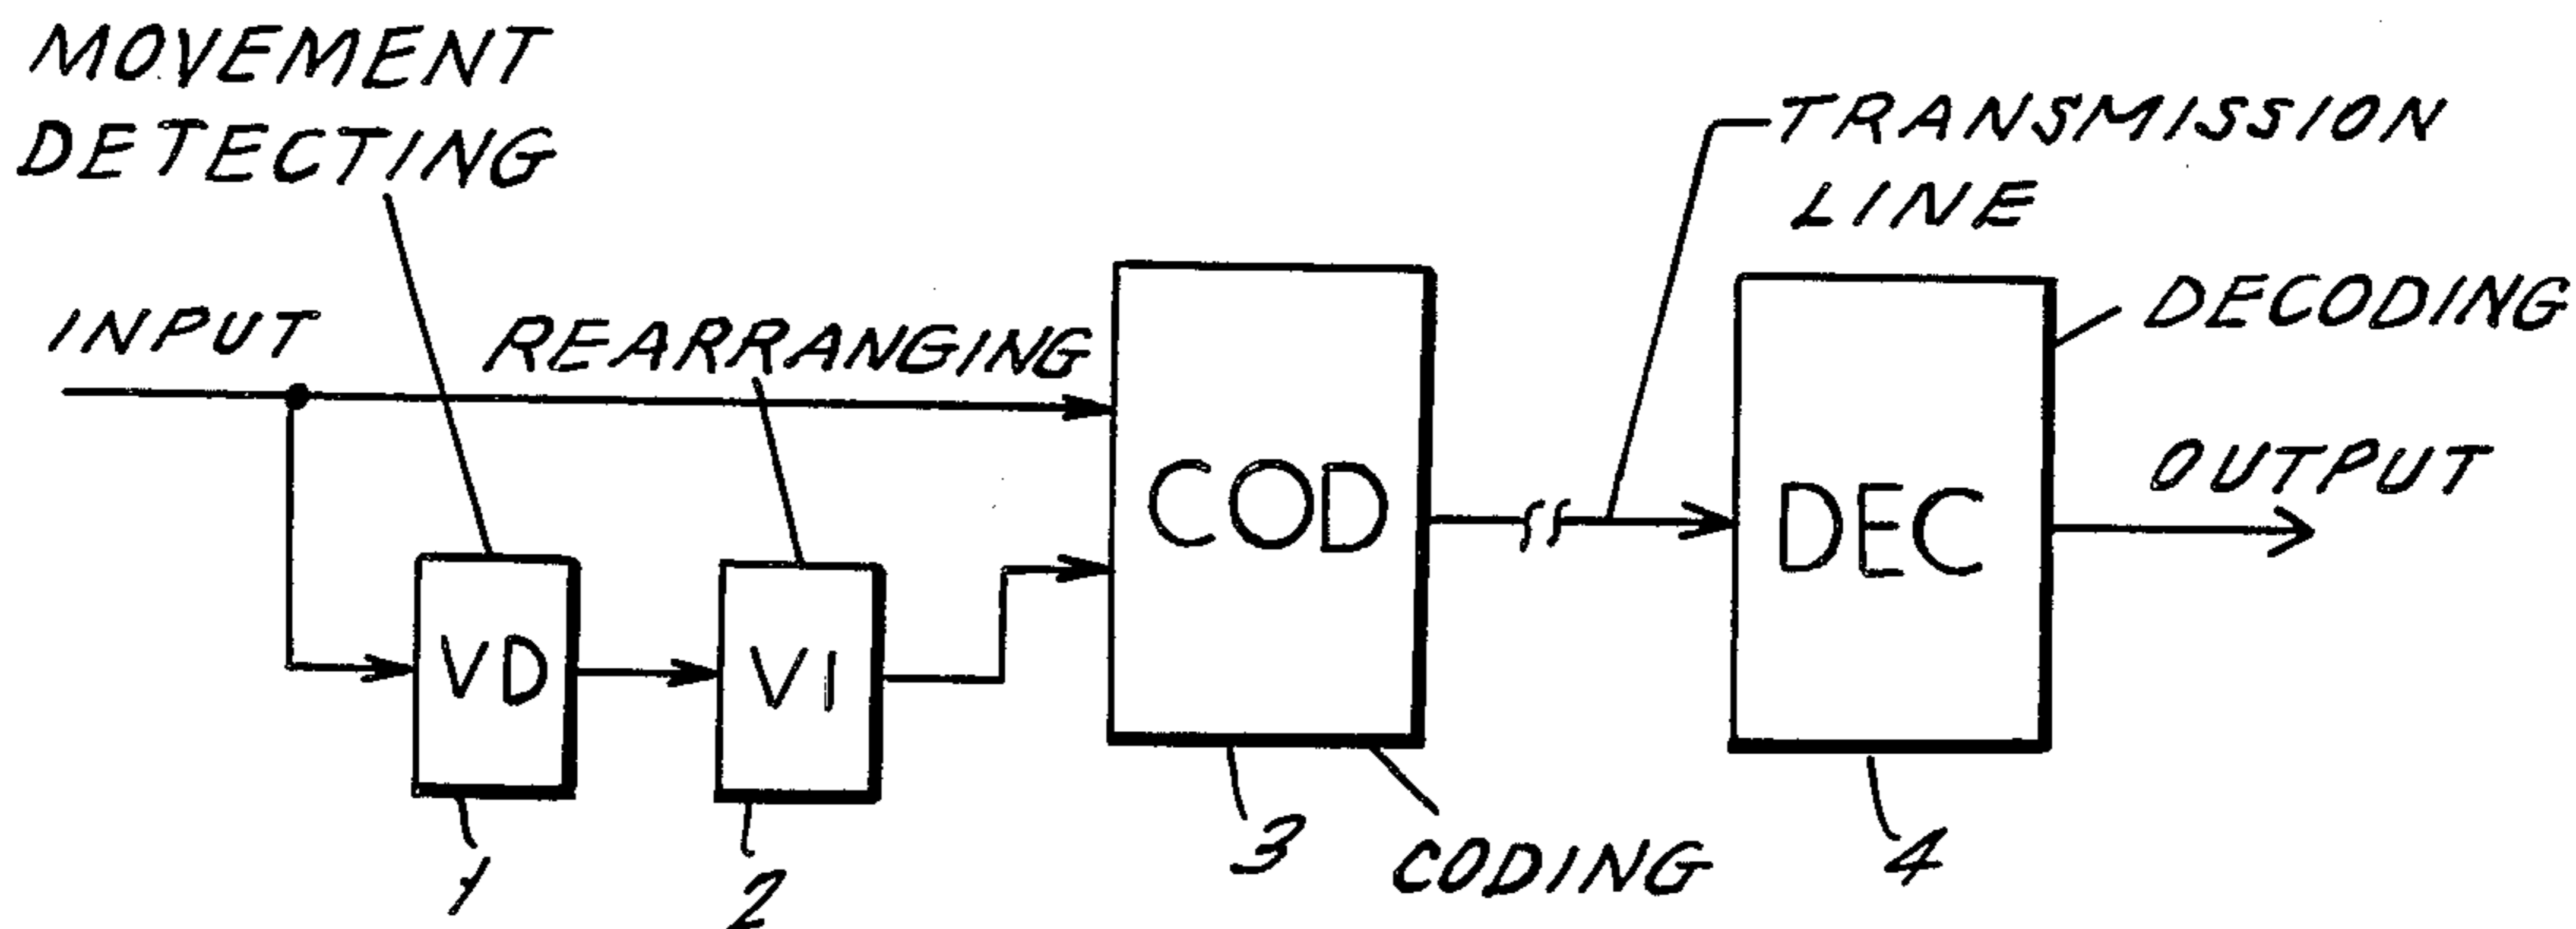 MOVEMENT
DETECTING
TRANSMISSION
LINE
INPUT
REARRANGING
DECODING
COD
DEC
OUTPUT
VD
VI
1
2
3
CODING
4